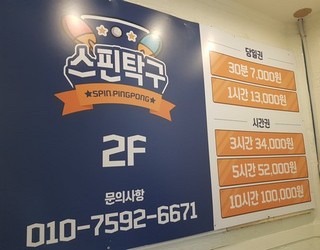 스핀탁구
★SPIN PINGPONG★
2F
문의사항
010-7592-6671
당일권
30분 7,000원
1시간 13,000원
시간권
3시간 34,000원
5시간 52,000원
10시간 100,000원